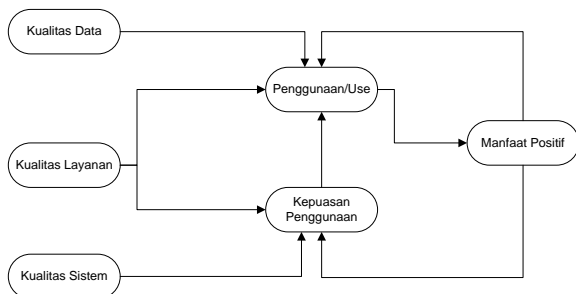 Kualitas Data
Penggunaan/Use
Manfaat Positif
Kualitas Layanan
Kepuasan
Penggunaan
Kualitas Sistem